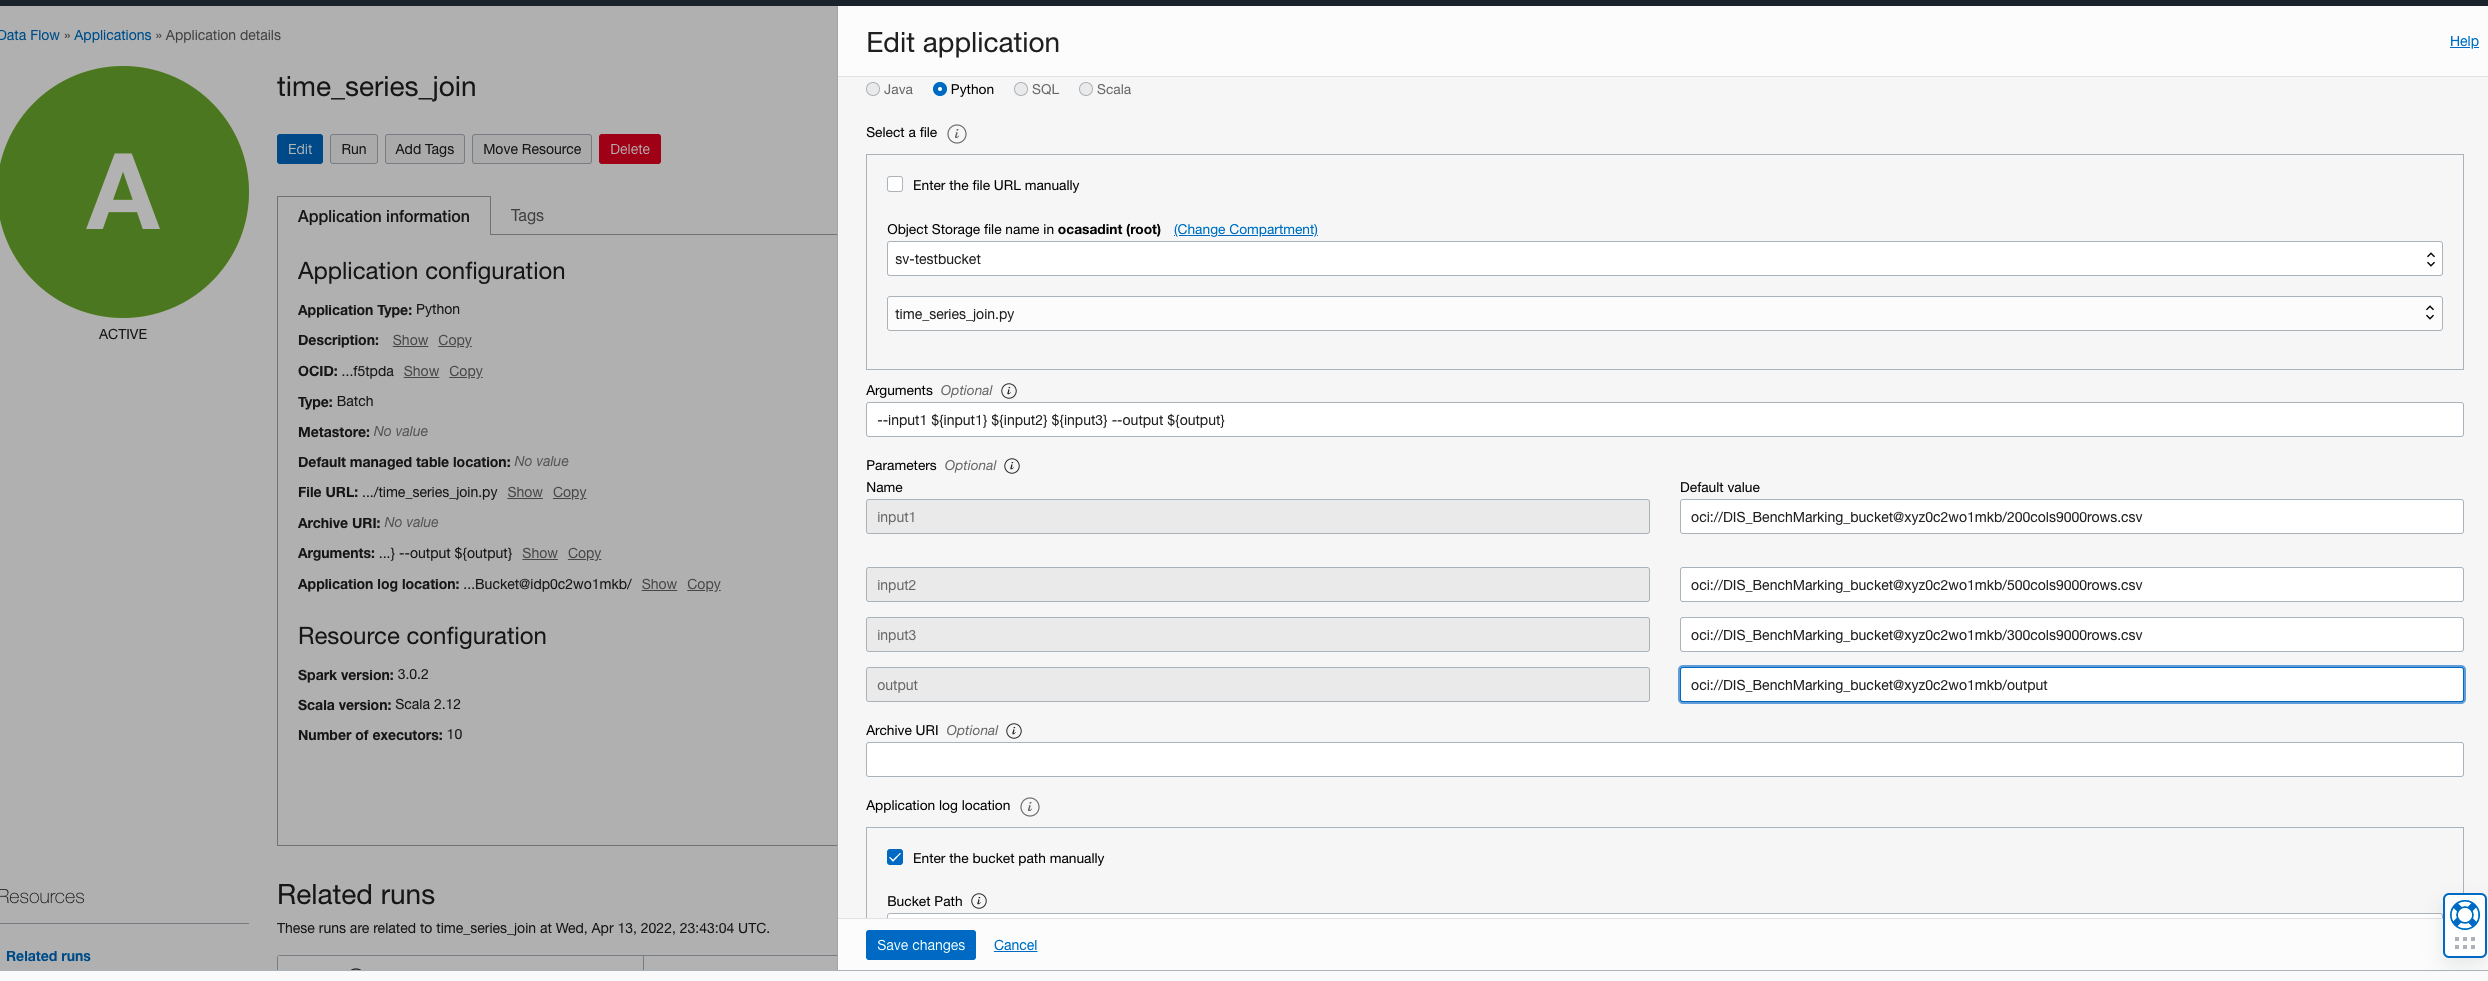 Data Flow » Applications » Application details
A
ACTIVE
time_series_join
Edit Run Add Tags Move Resource Delete
Application information Tags
Application configuration
Application Type: Python
Description: Show Copy
OCID: ...f5tpda Show Copy
Type: Batch
Metastore: No value
Default managed table location: No value
File URL: .../time_series_join.py Show Copy
Archive URI: No value
Arguments: ...} --output ${output} Show Copy
Application log location: ...Bucket@idp0c2wo1mkb/ Show Copy
Resource configuration
Spark version: 3.0.2
Scala version: Scala 2.12
Number of executors: 10
Resources
Related runs
Related runs
These runs are related to time_series_join at Wed, Apr 13, 2022, 23:43:04 UTC.
Edit application
Help
Java Python SQL Scala
Select a file i
Enter the file URL manually
Object Storage file name in ocasadint (root) (Change Compartment)
sv-testbucket
time_series_join.py
Arguments Optional i
--input1 ${input1} ${input2} ${input3} --output ${output}
Parameters Optional i
Name Default value
input1 oci://DIS_BenchMarking_bucket@xyz0c2wo1mkb/200cols9000rows.csv
input2 oci://DIS_BenchMarking_bucket@xyz0c2wo1mkb/500cols9000rows.csv
input3 oci://DIS_BenchMarking_bucket@xyz0c2wo1mkb/300cols9000rows.csv
output oci://DIS_BenchMarking_bucket@xyz0c2wo1mkb/output
Archive URI Optional i
Application log location i
Enter the bucket path manually
Bucket Path i
Save changes Cancel